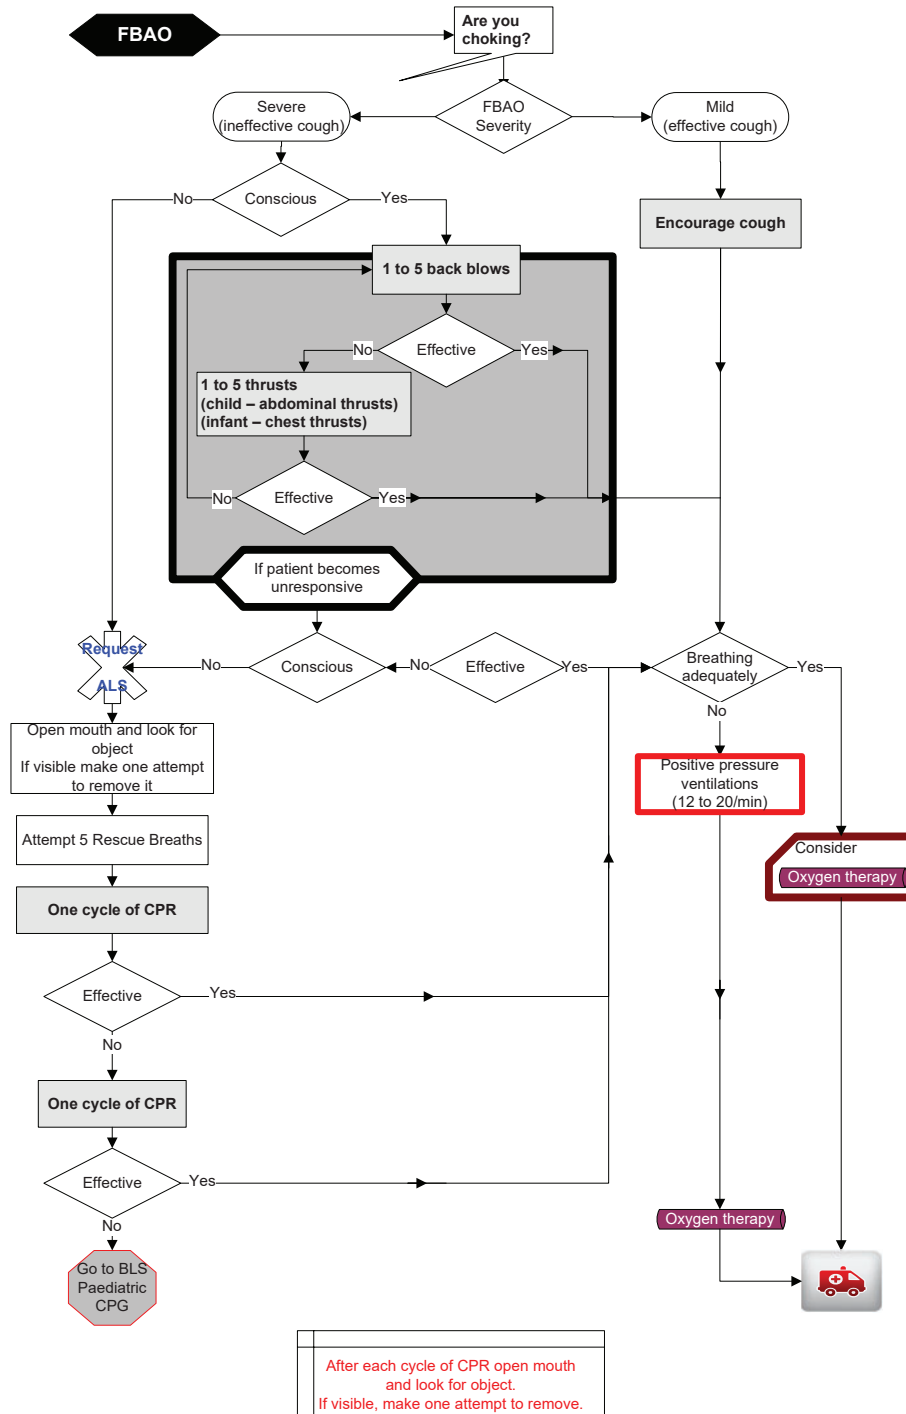 FBAO
Are you
choking?
Severe
(ineffective cough)
FBAO
Severity
Mild
(effective cough)
No
Conscious
Yes
Encourage cough
1 to 5 back blows
No
Effective
Yes
1 to 5 thrusts
(child – abdominal thrusts)
(infant – chest thrusts)
No
Effective
Yes
If patient becomes
unresponsive
Request
ALS
No
Conscious
No
Effective
Yes
Breathing
adequately
Yes
No
Open mouth and look for
object
If visible make one attempt
to remove it
Positive pressure
ventilations
(12 to 20/min)
Attempt 5 Rescue Breaths
Consider
Oxygen therapy
One cycle of CPR
Effective
Yes
No
One cycle of CPR
Effective
Yes
No
Oxygen therapy
Go to BLS
Paediatric
CPG
After each cycle of CPR open mouth
and look for object.
If visible, make one attempt to remove.